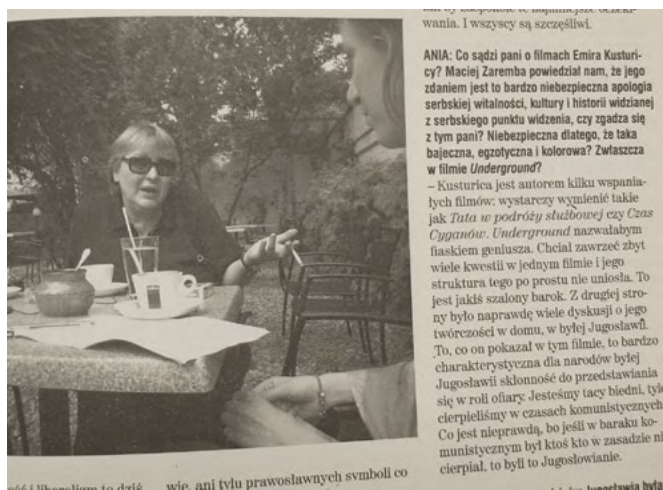 wania. I wszyscy są szczęśliwi.
ANIA: Co sądzi pani o filmach Emira Kusturi-
cy? Maciej Zaremba powiedział nam, że jego
zdaniem jest to bardzo niebezpieczna apologia
serbskiej witalności, kultury i historii widzianej
z serbskiego punktu widzenia, czy zgadza się
z tym pani? Niebezpieczna dlatego, że taka
bajeczna, egzotyczna i kolorowa? Zwłaszcza
w filmie Underground?
– Kusturica jest autorem kilku wspania-
łych filmów: wystarczy wymienić takie
jak Tata w podróży służbowej czy Czas
Cyganów. Underground nazwałabym
fiaskiem geniusza. Chciał zawrzeć zbyt
wiele kwestii w jednym filmie i jego
struktura tego po prostu nie uniosła. To
jest jakiś szalony barok. Z drugiej stro-
ny było naprawdę wiele dyskusji o jego
twórczości w domu, w byłej Jugosławii.
To, co on pokazał w tym filmie, to bardzo
charakterystyczna dla narodów byłej
Jugosławii skłonność do przedstawiania
się w roli ofiary. Jesteśmy tacy biedni, tyle
cierpieliśmy w czasach komunistycznych
Co jest nieprawdą, bo jeśli w baraku ko-
munistycznym był ktoś kto w zasadzie ni
cierpiał, to byli to Jugosłowianie.
i liberalizm to dziś
wie, ani tylu prawosławnych symboli co
Jugosławia była